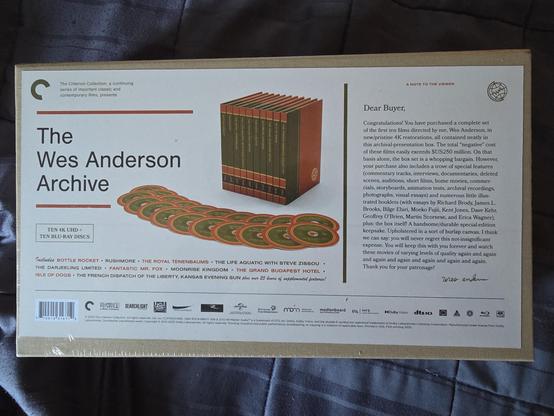 The Criterion Collection, a continuing
series of important classic and
contemporary films, presents
The
Wes Anderson
Archive
TEN 4K UHD +
TEN BLU-RAY DISCS
Includes BOTTLE ROCKET • RUSHMORE • THE ROYAL TENENBAUMS • THE LIFE AQUATIC WITH STEVE ZISSOU •
THE DARJEELING LIMITED • FANTASTIC MR. FOX • MOONRISE KINGDOM • THE GRAND BUDAPEST HOTEL •
ISLE OF DOGS • THE FRENCH DISPATCH OF THE LIBERTY, KANSAS EVENING SUN plus over 25 hours of supplemental features!
A NOTE TO THE VIEWER
Dear Buyer,
Congratulations! You have purchased a complete set
of the first ten films directed by me, Wes Anderson, in
new/pristine 4K restorations, all contained neatly in
this archival-presentation box. The total “negative” cost
of these films easily exceeds $US250 million. On that
basis alone, the box set is a whopping bargain. However,
your purchase also includes a trove of special features
(commentary tracks, interviews, documentaries, deleted
scenes, auditions, short films, home movies, commer-
cials, storyboards, animation tests, archival recordings,
photographs, visual essays) and numerous little illus-
trated booklets (with essays by Richard Brody, James L.
Brooks, Bilge Ebiri, Moeko Fujii, Kent Jones, Dave Kehr,
Geoffrey O'Brien, Martin Scorsese, and Erica Wagner);
plus: the box itself! A handsome/durable special-edition
keepsake. Upholstered in a sort of burlap canvas. I think
we can say: you will never regret this not-insignificant
expense. You will keep this with you forever and watch
these movies of varying levels of quality again and again
and again and again and again and again and again.
Thank you for your patronage!
Wes Anderson
SEARCHLIGHT
dts
4K